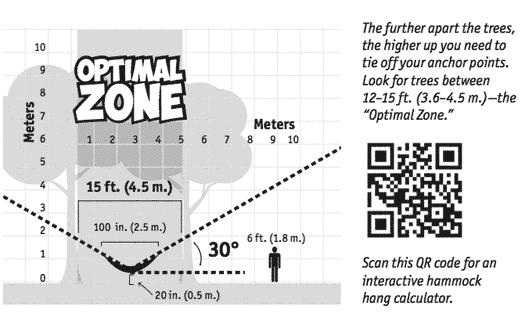 10
9
8
7
6
5
4
3
2
1
0
Meters
OPTIMAL
ZONE
Meters
1 2 3 4 5 6 7 8 9 10
15 ft. (4.5 m.)
100 in. (2.5 m.)
30°
6 ft. (1.8 m.)
20 in. (0.5 m.)
The further apart the trees,
the higher up you need to
tie off your anchor points.
Look for trees between
12–15 ft. (3.6–4.5 m.)—the
“Optimal Zone.”
Scan this QR code for an
interactive hammock
hang calculator.